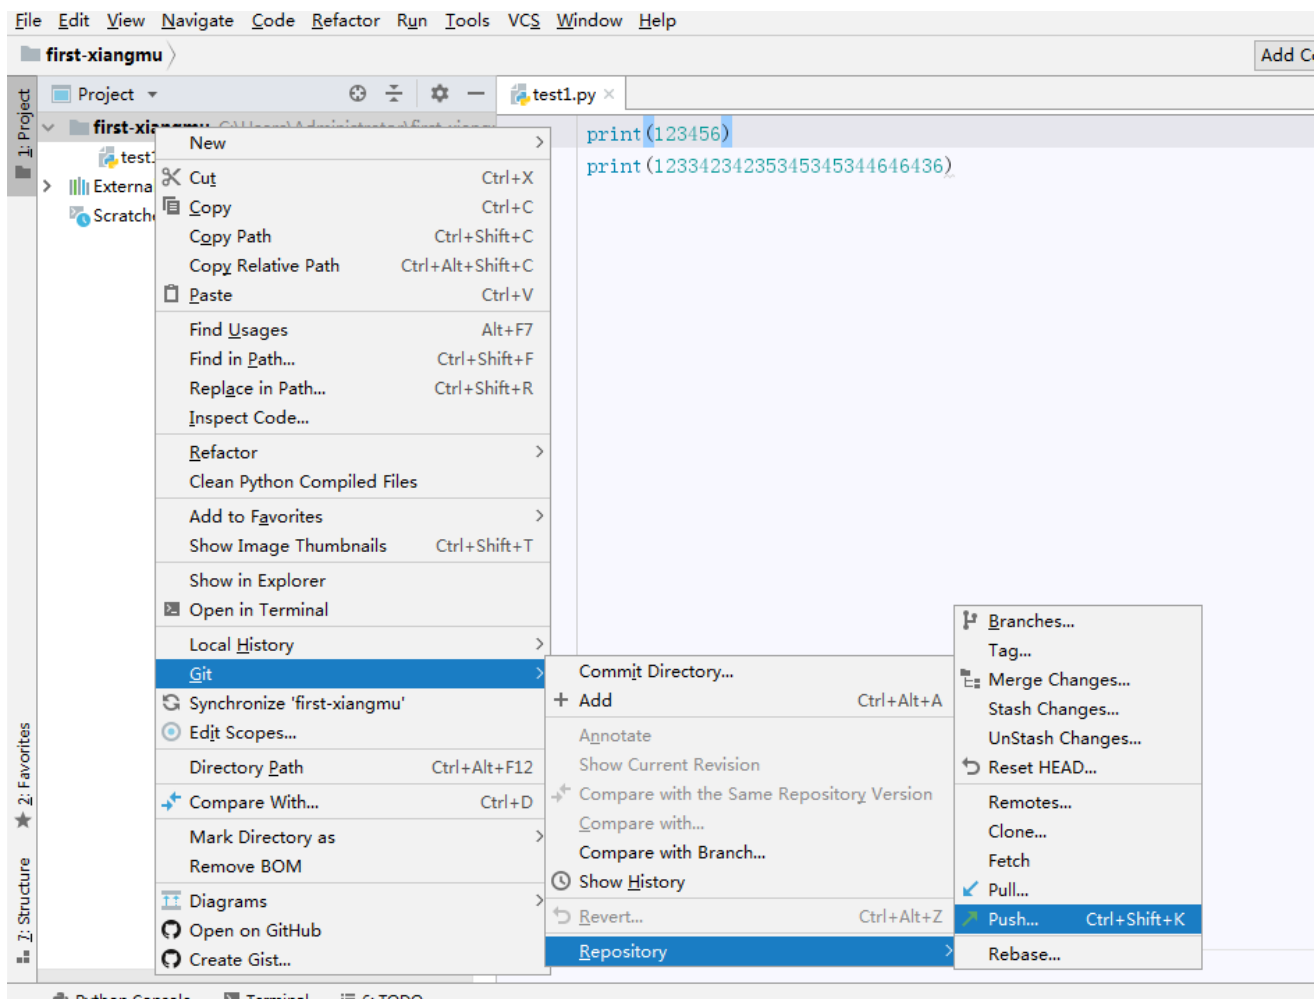 File Edit View Navigate Code Refactor Run Tools VCS Window Help
first-xiangmu
Add
1: Project
Project
test1.py
print(123456)
print(12334234235345345344646436)
New
Cut Ctrl+X
Copy Ctrl+C
Copy Path Ctrl+Shift+C
Copy Relative Path Ctrl+Alt+Shift+C
Paste Ctrl+V
Find Usages Alt+F7
Find in Path... Ctrl+Shift+F
Replace in Path... Ctrl+Shift+R
Inspect Code...
Refactor
Clean Python Compiled Files
Add to Favorites
Show Image Thumbnails Ctrl+Shift+T
Show in Explorer
Open in Terminal
Local History
Git
Synchronize 'first-xiangmu'
Edit Scopes...
Directory Path Ctrl+Alt+F12
Compare With... Ctrl+D
Mark Directory as
Remove BOM
Diagrams
Open on GitHub
Create Gist...
Commit Directory...
Add Ctrl+Alt+A
Annotate
Show Current Revision
Compare with the Same Repository Version
Compare with...
Compare with Branch...
Show History
Revert... Ctrl+Alt+Z
Repository
Branches...
Tag...
Merge Changes...
Stash Changes...
UnStash Changes...
Reset HEAD...
Remotes...
Clone...
Fetch
Pull...
Push... Ctrl+Shift+K
Rebase...
2: Favorites
7: Structure
Python Console Terminal 6: TODO